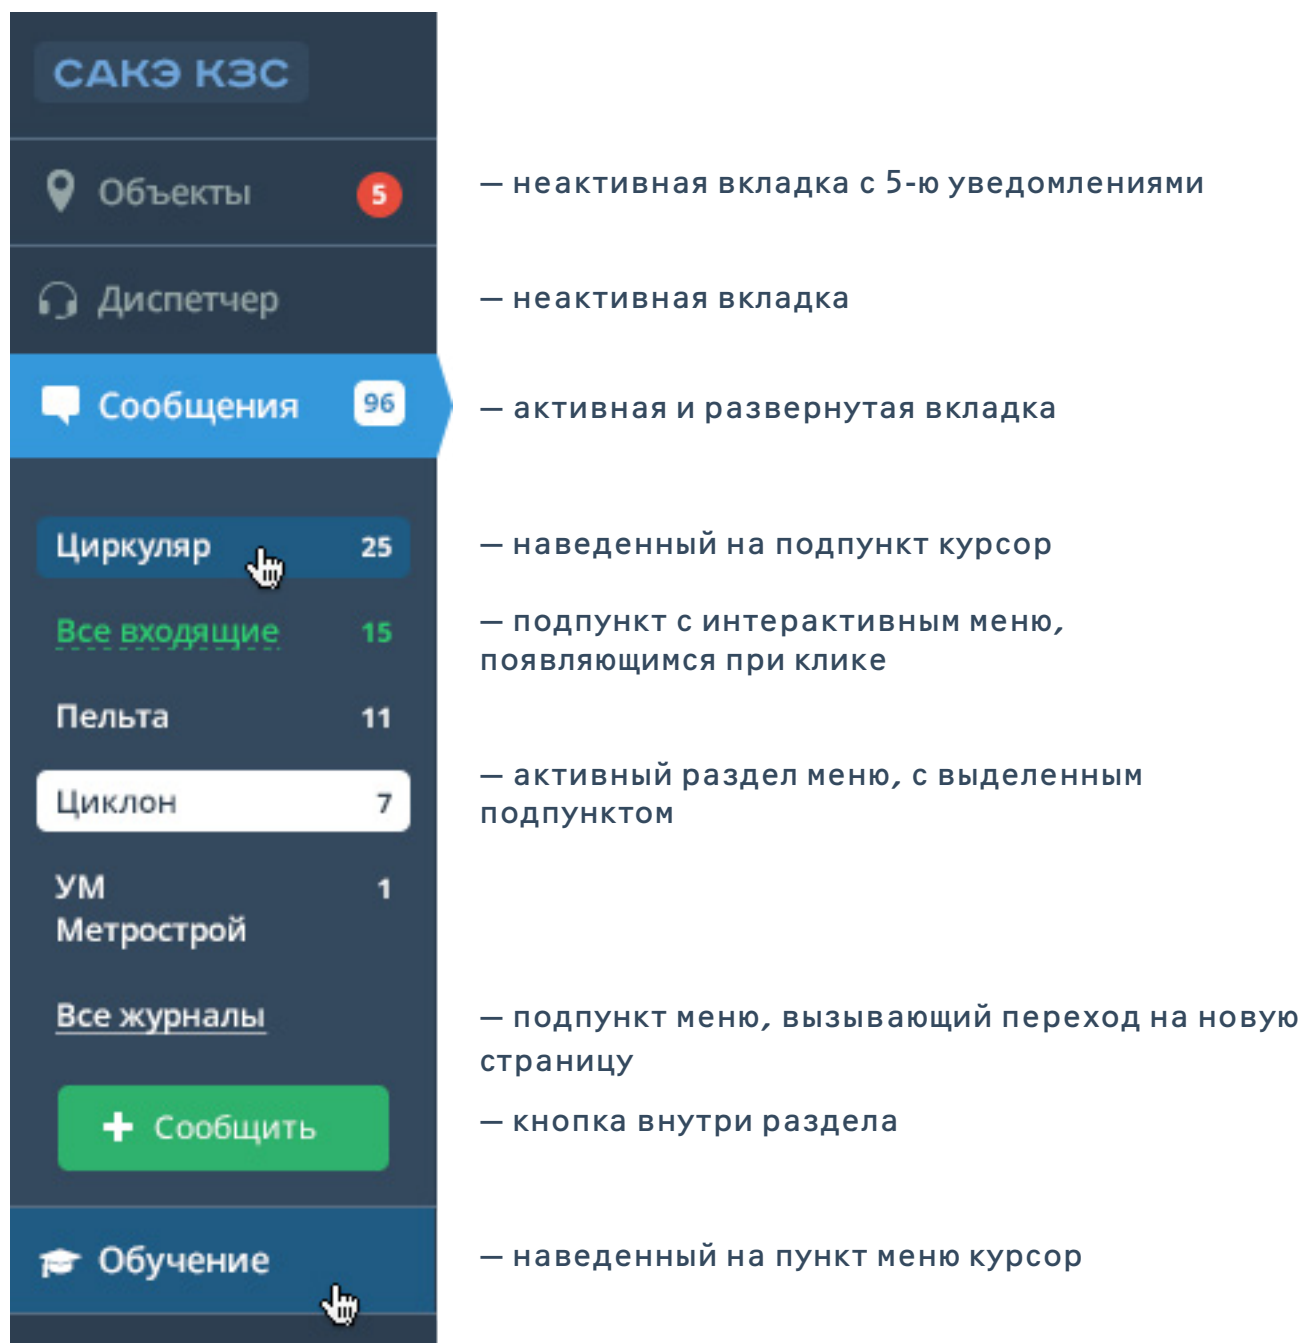 САКЭ КЗС
Объекты 5 — неактивная вкладка с 5-ю уведомлениями
Диспетчер — неактивная вкладка
Сообщения 96 — активная и развернутая вкладка
Циркуляр 25 — наведенный на подпункт курсор
Все входящие 15 — подпункт с интерактивным меню,
появляющимся при клике
Пельта 11
Циклон 7 — активный раздел меню, с выделенным
подпунктом
УМ 1
Метрострой
Все журналы — подпункт меню, вызывающий переход на новую
страницу
+ Сообщить — кнопка внутри раздела
Обучение — наведенный на пункт меню курсор